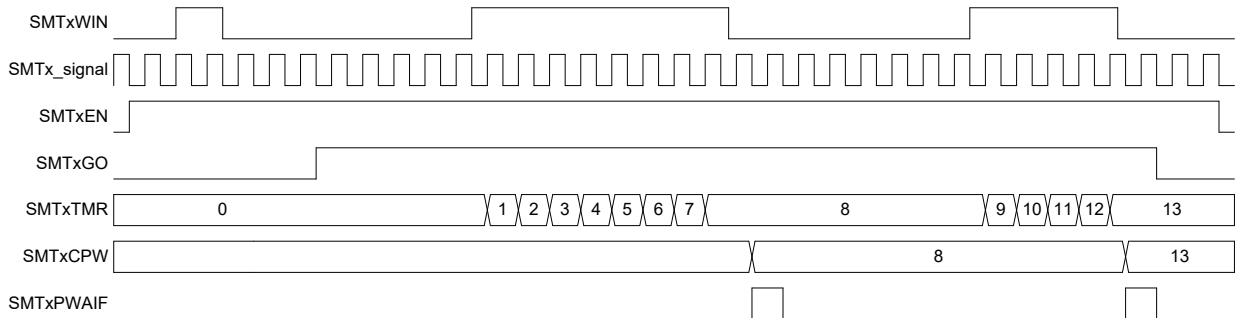 SMTxWIN
SMTx_signal
SMTxEN
SMTxGO
SMTxTMR 0 1 2 3 4 5 6 7 8 9 10 11 12 13
SMTxCPW 8 13
SMTxPWAIF